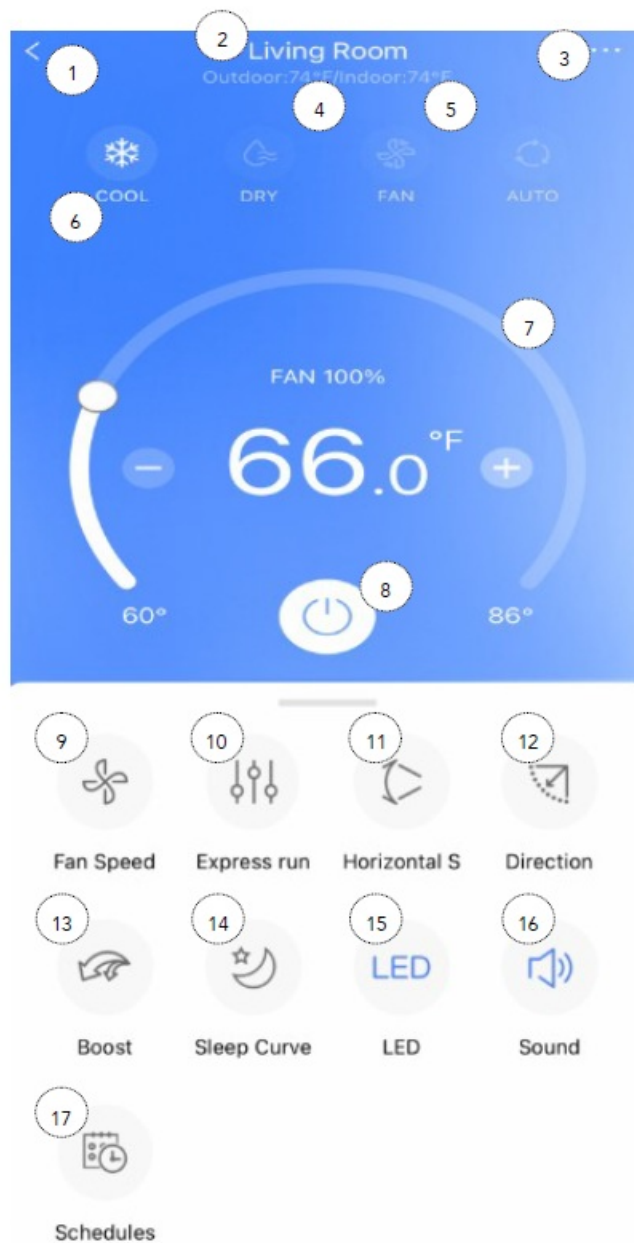 2 Living Room
1 3 ...
Outdoor:74°F/Indoor:74°F
4 5
COOL DRY FAN AUTO
6
7
FAN 100%
66.0°F
8
60° 86°
9 10 11 12
Fan Speed Express run Horizontal S Direction
13 14 15 16
LED
Boost Sleep Curve LED Sound
17
Schedules